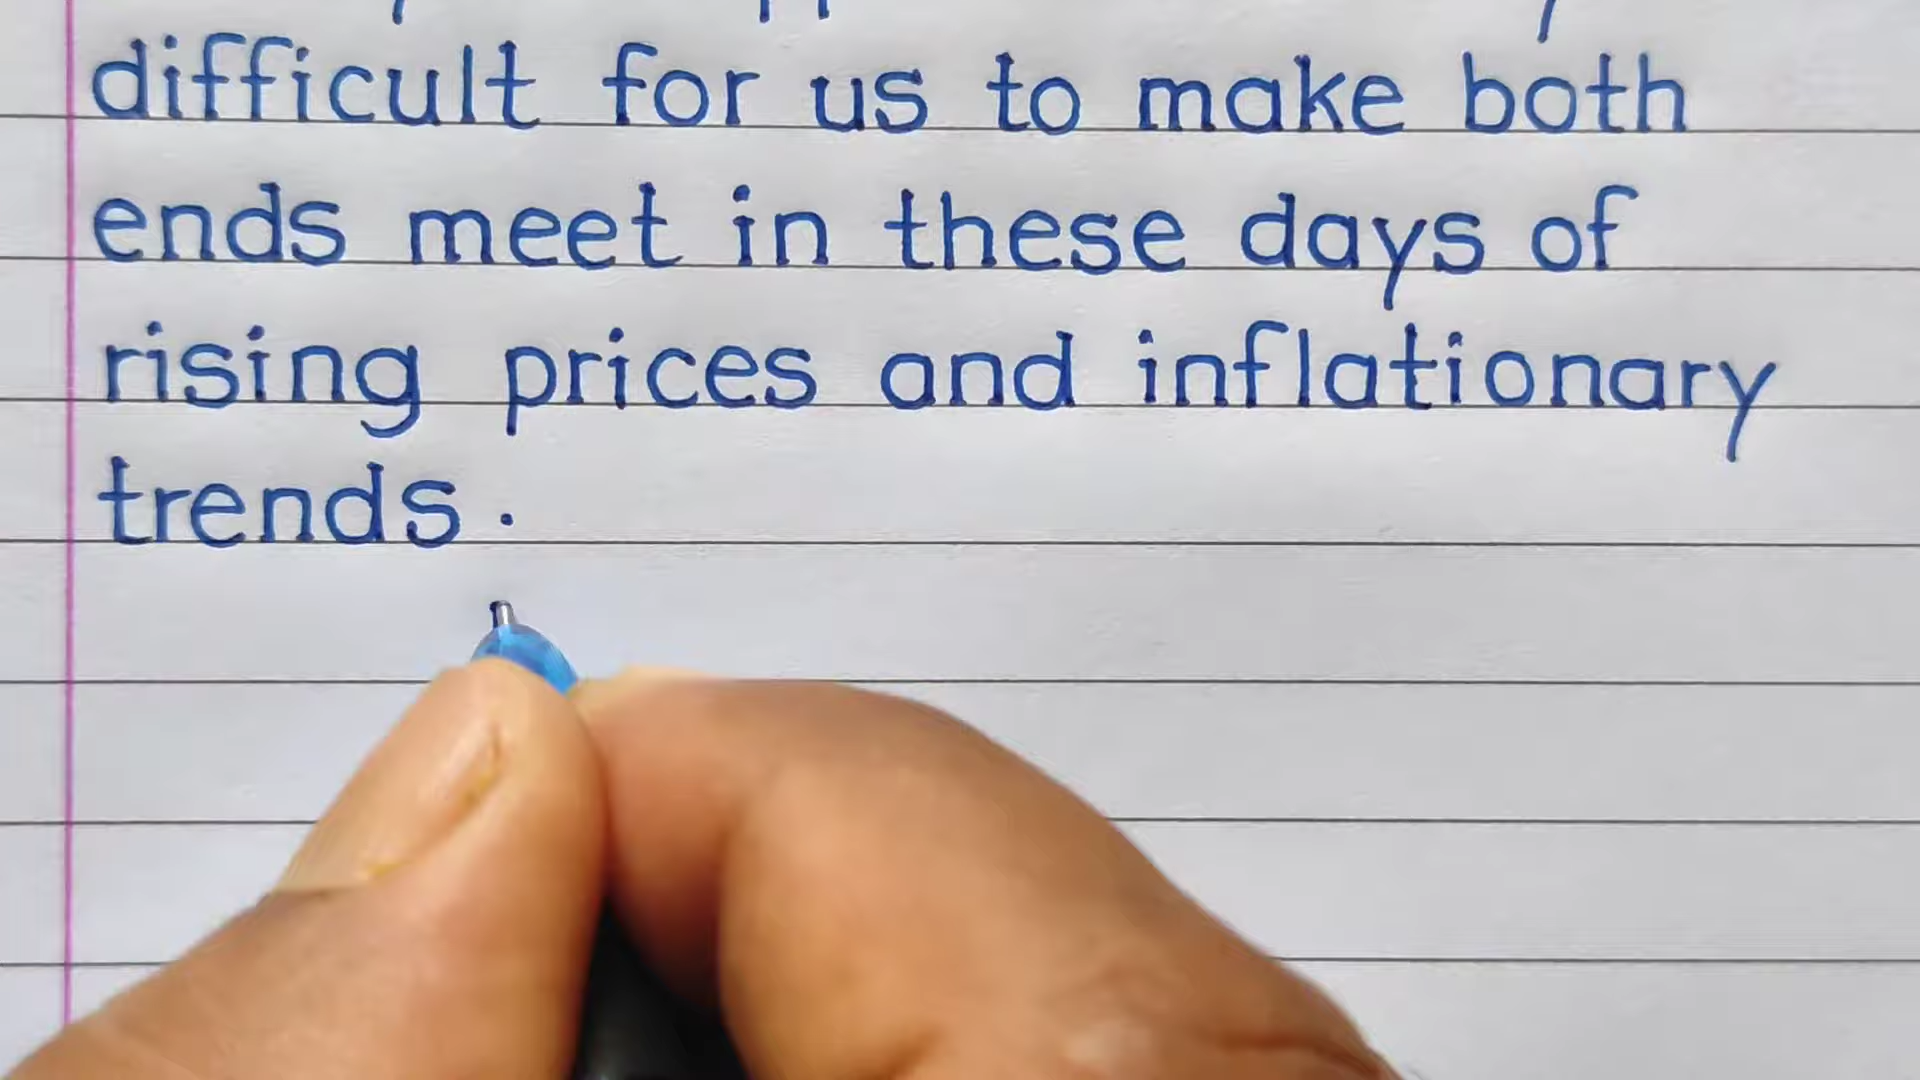 difficult for us to make both
ends meet in these days of
rising prices and inflationary
trends.